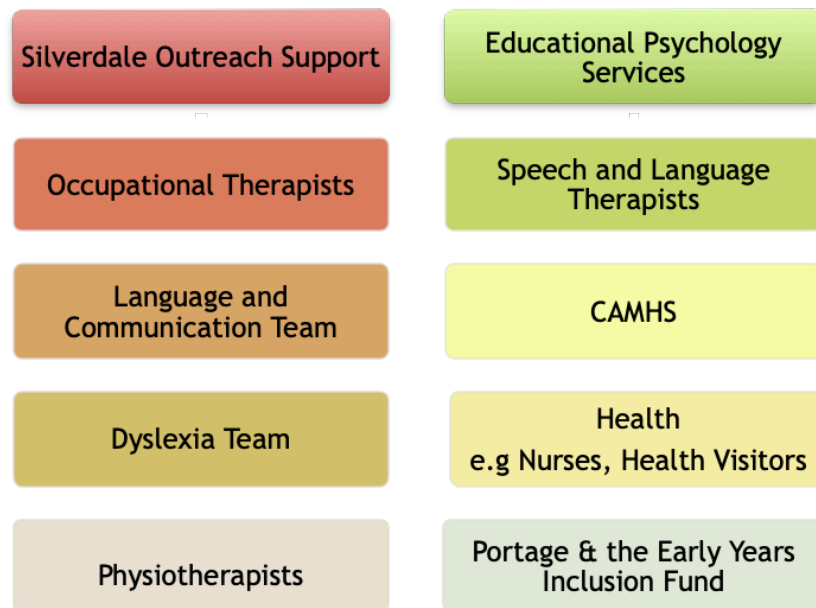 Silverdale Outreach Support
Educational Psychology
Services
Occupational Therapists
Speech and Language
Therapists
Language and
Communication Team
CAMHS
Dyslexia Team
Health
e.g Nurses, Health Visitors
Physiotherapists
Portage & the Early Years
Inclusion Fund